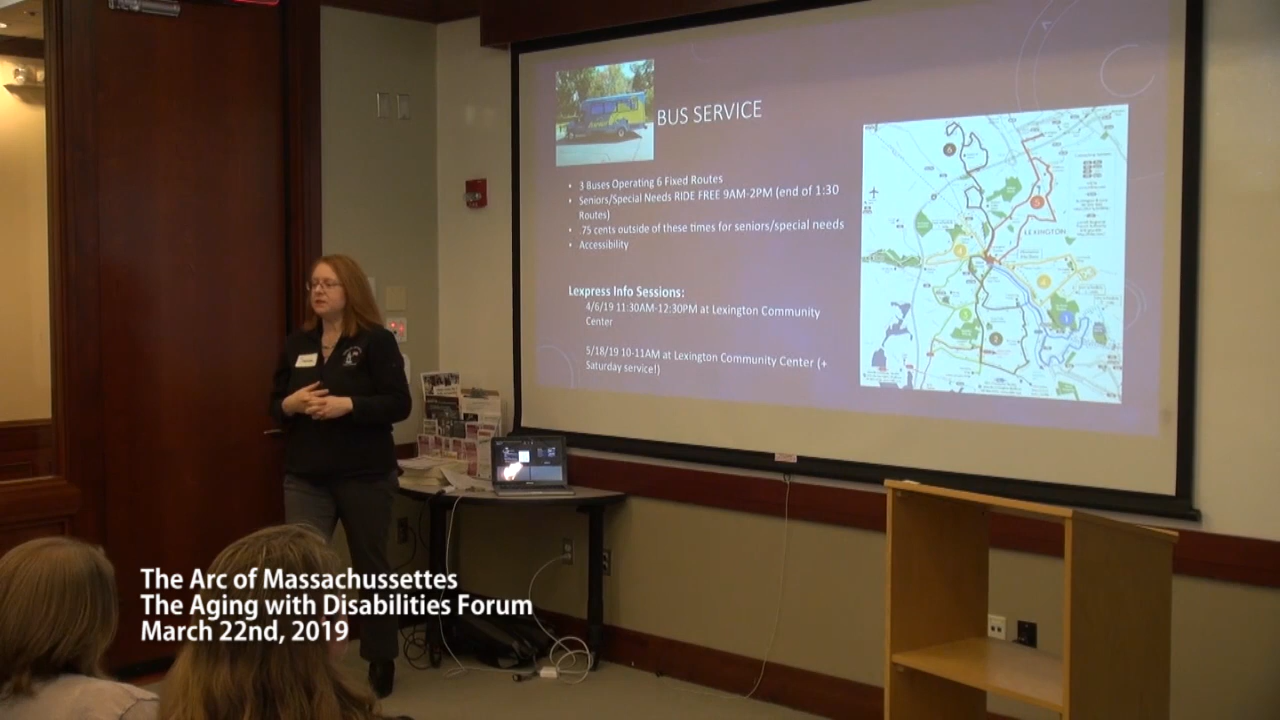 BUS SERVICE
• 3 Buses Operating 6 Fixed Routes
• Seniors/Special Needs RIDE FREE 9AM-2PM (end of 1:30
Routes)
• .75 cents outside of these times for seniors/special needs
• Accessibility
Lexpress Info Sessions:
4/6/19 11:30AM-12:30PM at Lexington Community
Center
5/18/19 10-11AM at Lexington Community Center (+
Saturday service!)
LEXINGTON
The Arc of Massachussettes
The Aging with Disabilities Forum
March 22nd, 2019